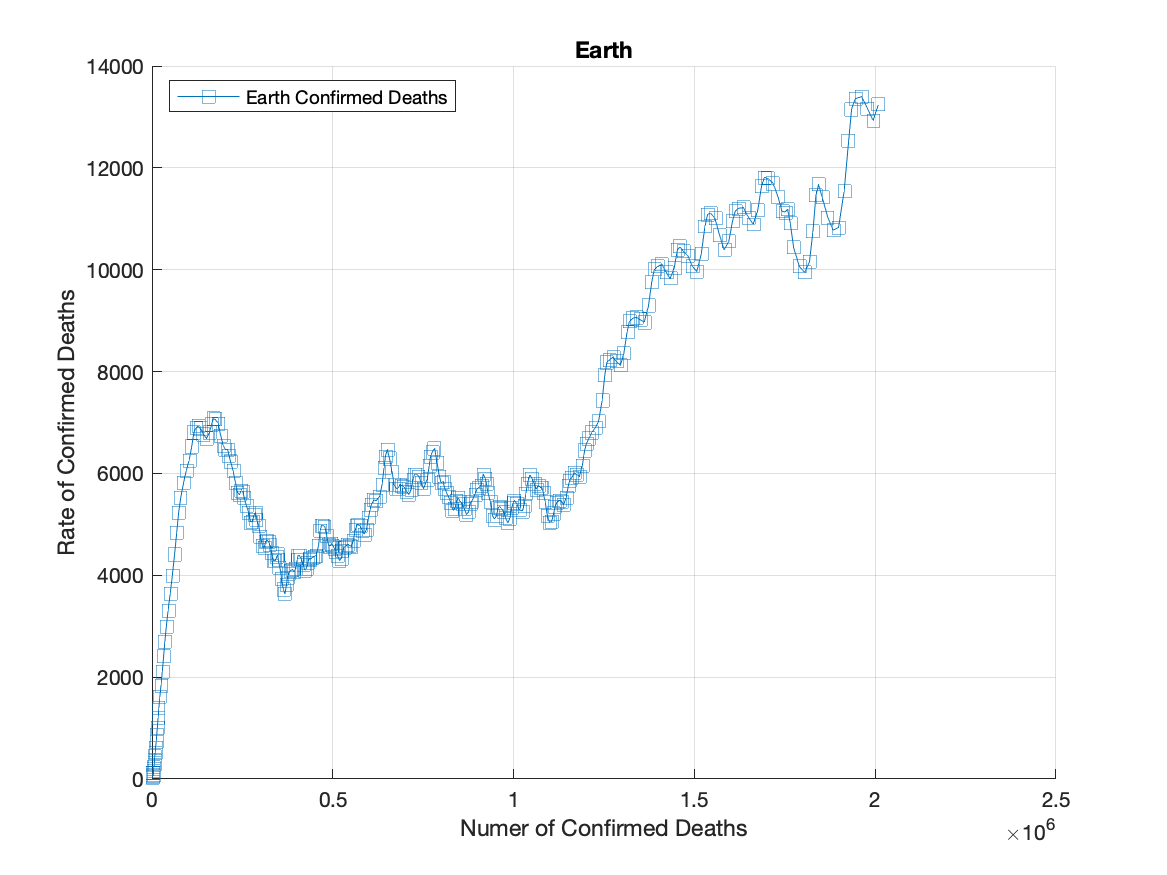 Earth
14000
Earth Confirmed Deaths
12000
10000
8000
6000
4000
2000
0
Rate of Confirmed Deaths
0 0.5 1 1.5 2 2.5
Numer of Confirmed Deaths
×10^6